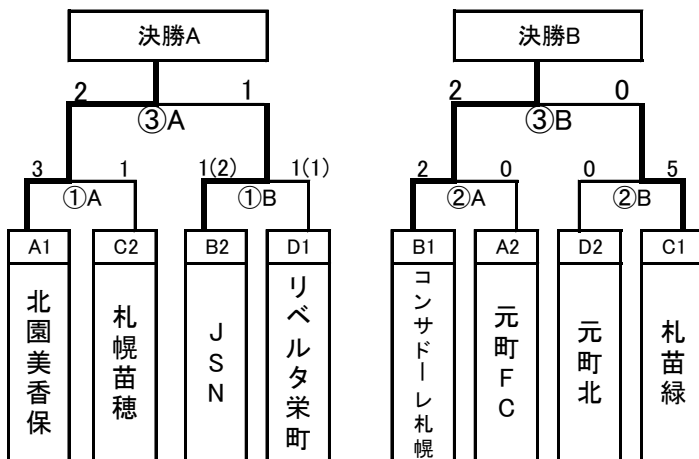 決勝A
決勝B
2 1
2 0
③A
③B
3 1 1(2) 1(1)
2 0 0 5
①A ①B
②A ②B
A1 C2 B2 D1
B1 A2 D2 C1
北園美香保
札幌苗穂
JSN
リベルタ栄町
コンサドーレ札幌
元町FC
元町北
札苗緑